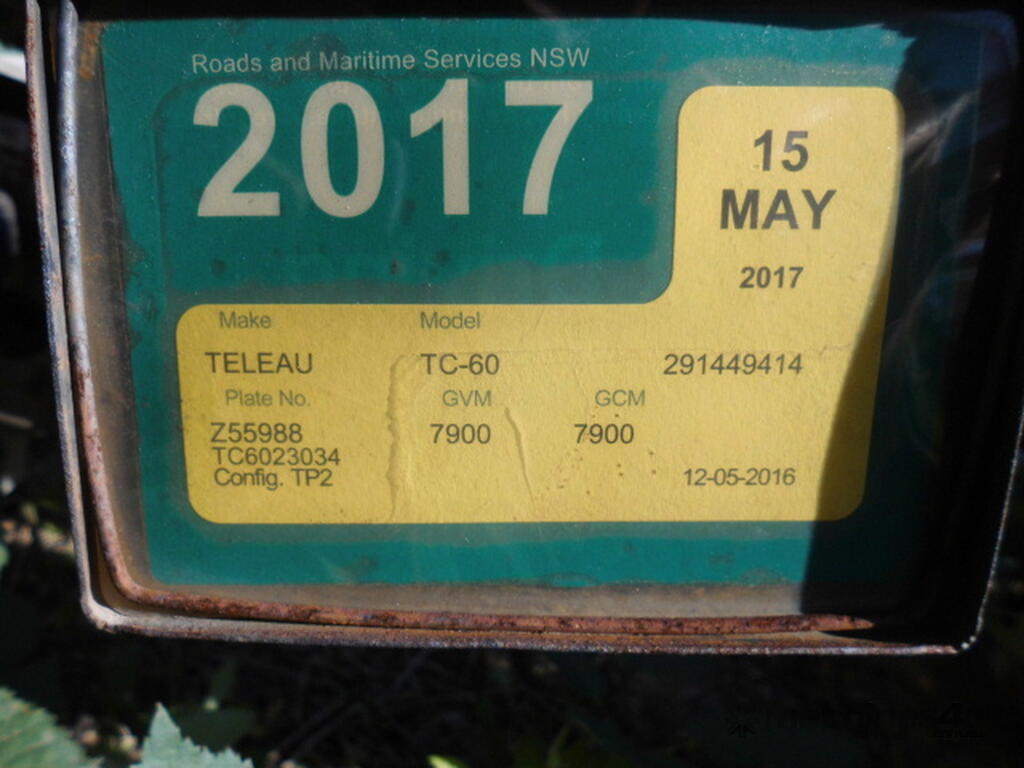 Roads and Maritime Services NSW
2017
15
MAY
2017
Make Model
TELEAU TC-60 291449414
Plate No. GVM GCM
Z55988 7900 7900
TC6023034
Config. TP2 12-05-2016